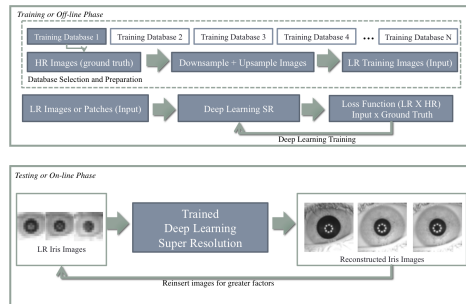 Training or Off-line Phase
Training Database 1
Training Database 2
Training Database 3
Training Database 4
••• Training Database N
HR Images (ground truth)
Downsample + Upsample Images
LR Training Images (Input)
Database Selection and Preparation
LR Images or Patches (Input)
Deep Learning SR
Loss Function (LR X HR)
Input x Ground Truth
Deep Learning Training
Testing or On-line Phase
LR Iris Images
Trained
Deep Learning
Super Resolution
Reconstructed Iris Images
Reinsert images for greater factors